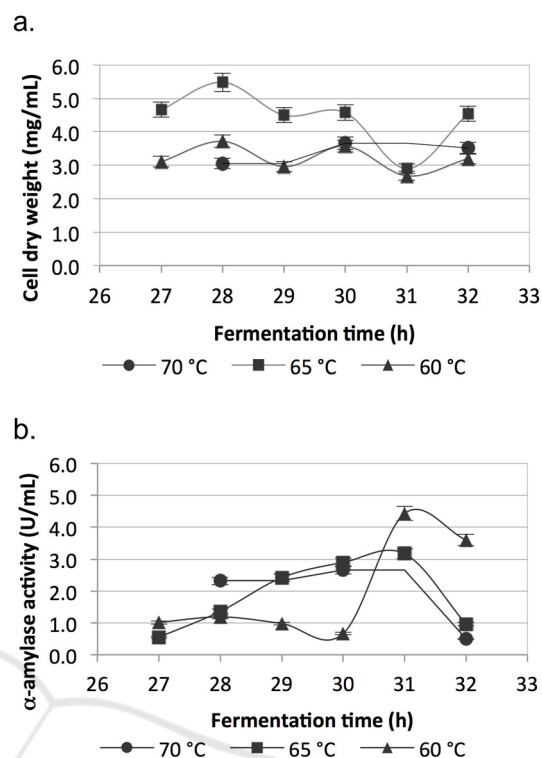 a.
6.0
5.0
4.0
3.0
2.0
1.0
0.0
Cell dry weight (mg/mL)
26 27 28 29 30 31 32 33
Fermentation time (h)
70 °C 65 °C 60 °C
b.
6.0
5.0
4.0
3.0
2.0
1.0
0.0
α-amylase activity (U/mL)
26 27 28 29 30 31 32 33
Fermentation time (h)
70 °C 65 °C 60 °C